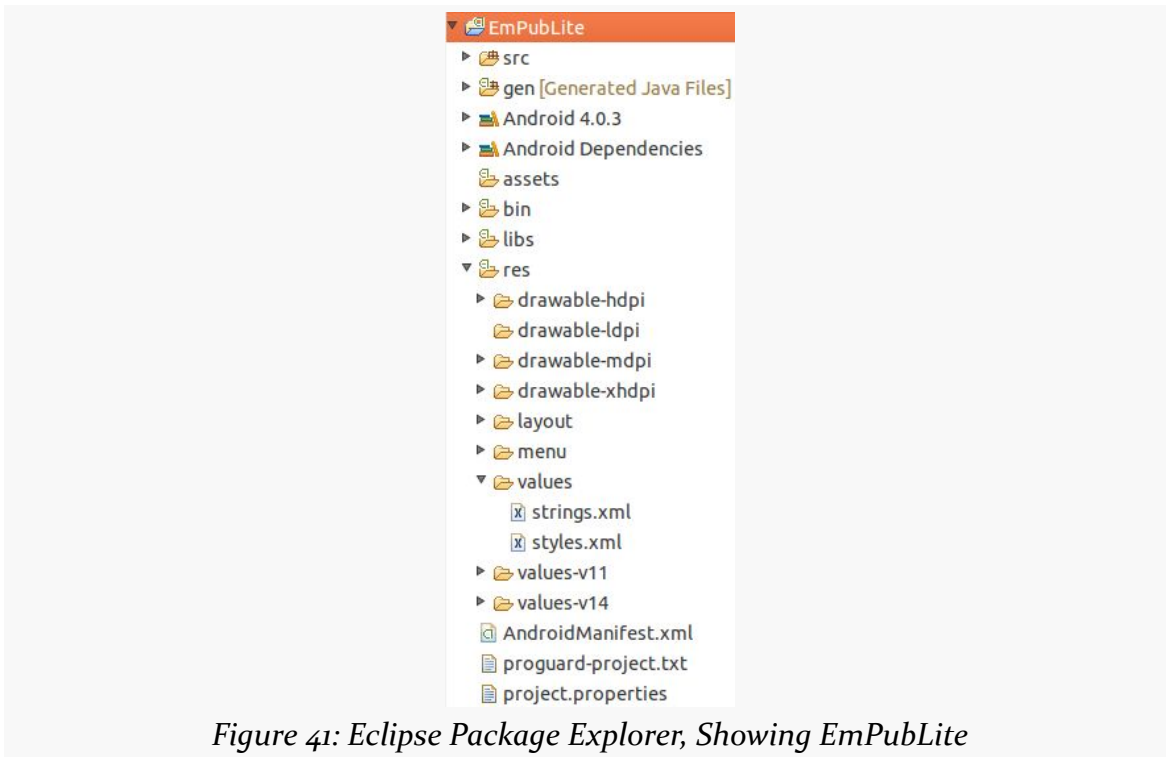 EmPubLite
src
gen [Generated Java Files]
Android 4.0.3
Android Dependencies
assets
bin
libs
res
drawable-hdpi
drawable-ldpi
drawable-mdpi
drawable-xhdpi
layout
menu
values
strings.xml
styles.xml
values-v11
values-v14
AndroidManifest.xml
proguard-project.txt
project.properties
Figure 41: Eclipse Package Explorer, Showing EmPubLite